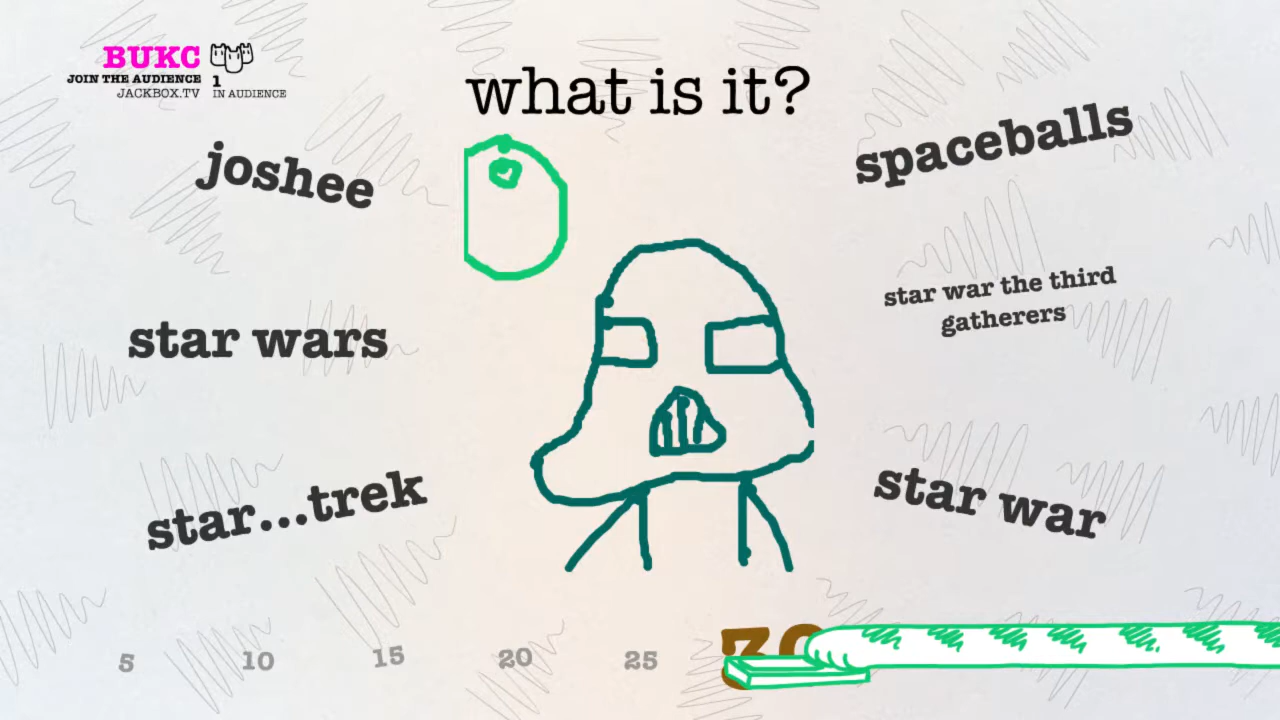 BUKC
JOIN THE AUDIENCE
JACKBOX.TV
1
IN AUDIENCE
what is it?
joshee
spaceballs
star wars
star war the third
gatherers
star...trek
star war
5
10
15
20
25
30